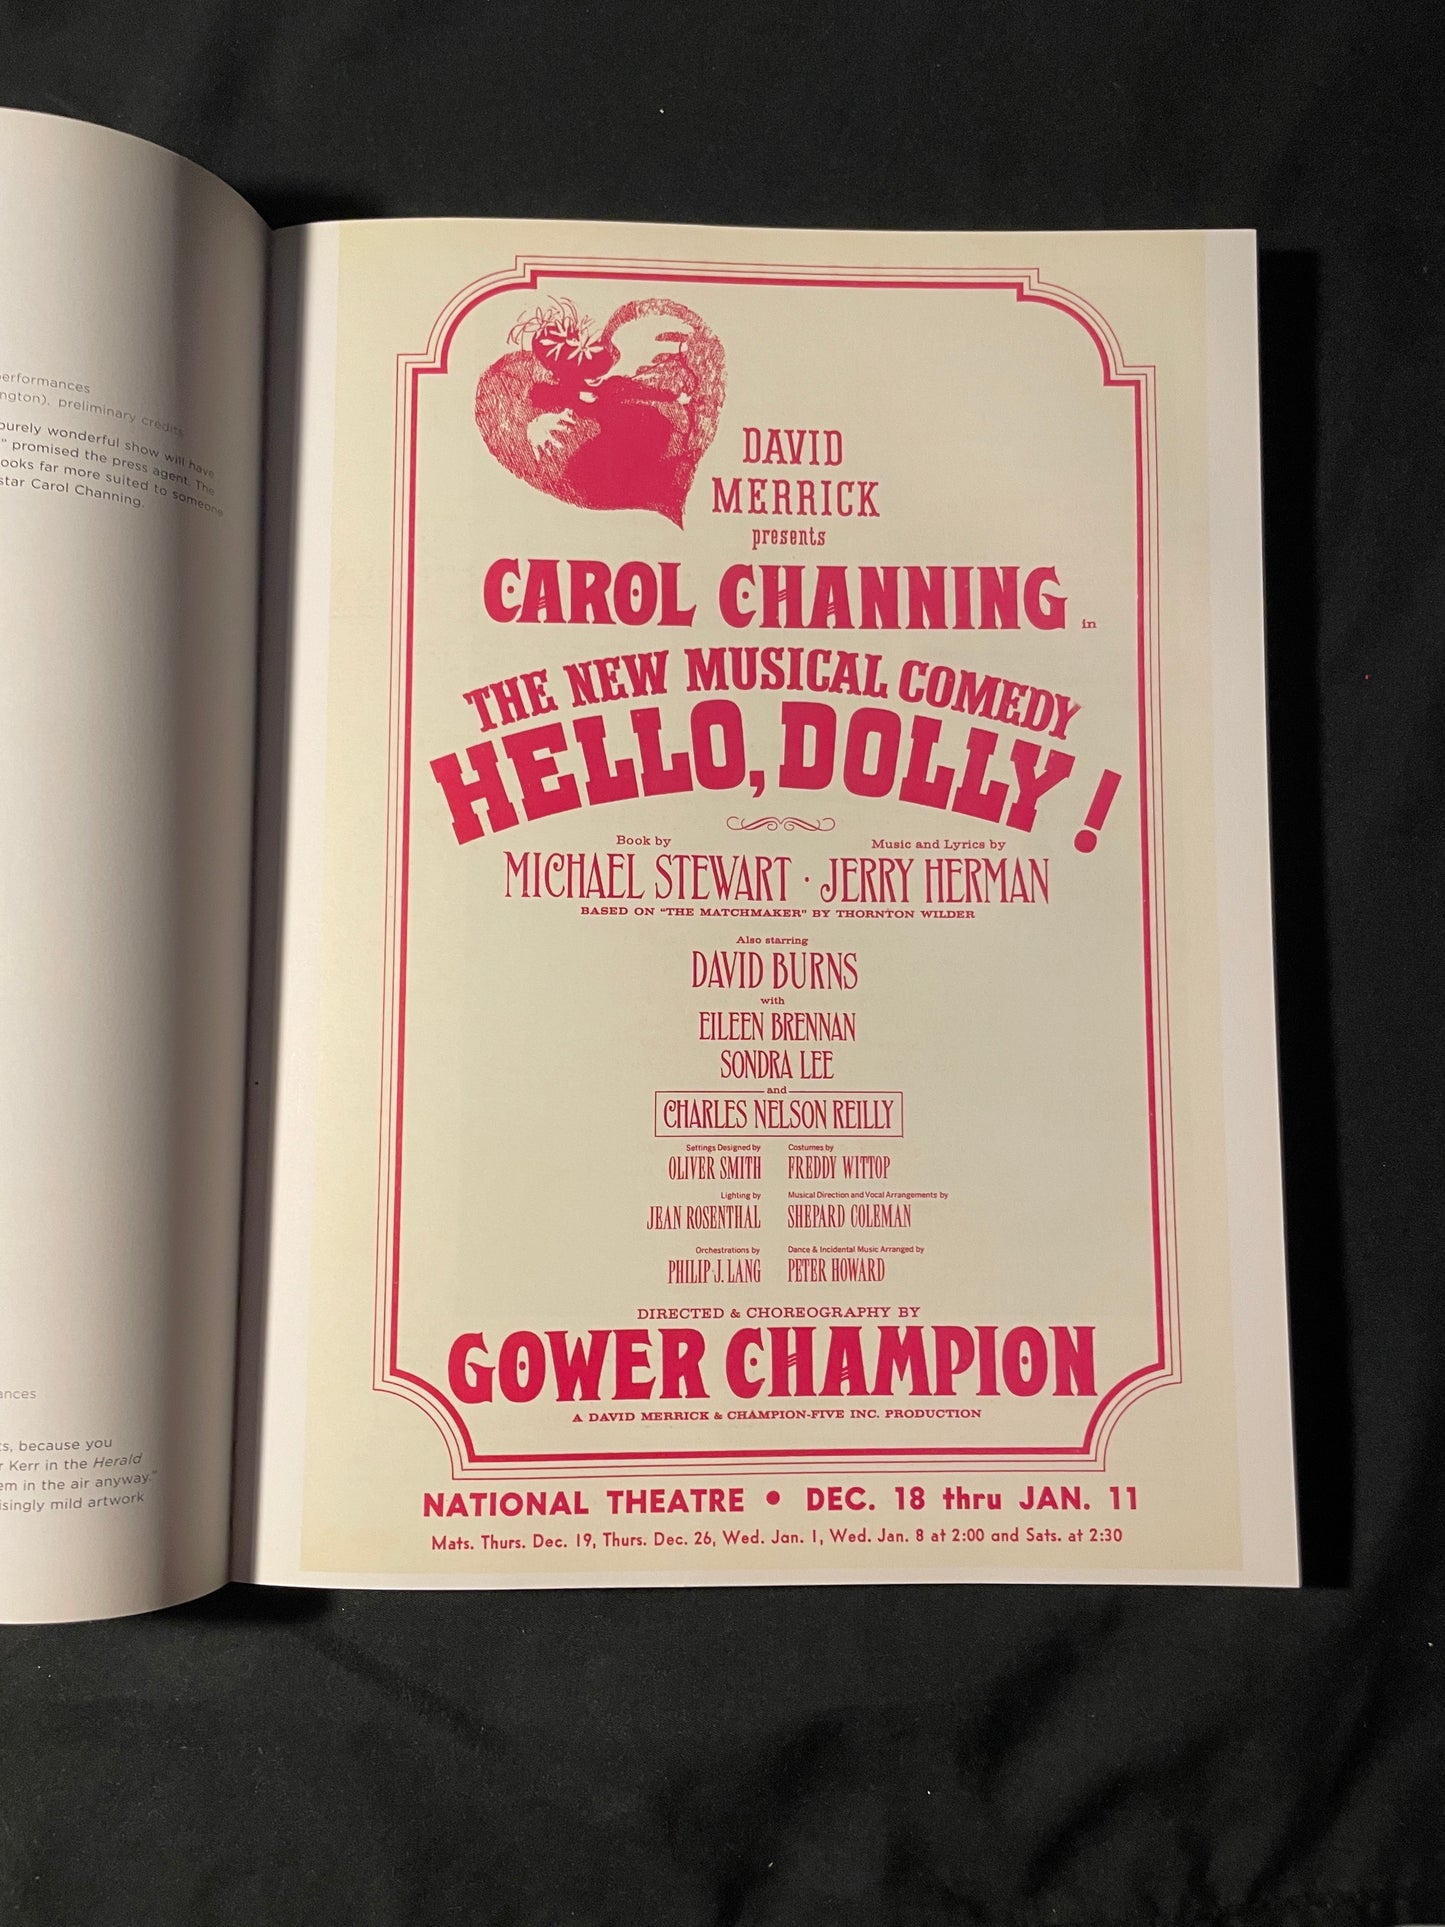 erformances
ngton), preliminary credits
purely wonderful show will have
" promised the press agent. The
ooks far more suited to someone
star Carol Channing.
ances
ts, because you
r Kerr in the Herald
em in the air anyway."
isingly mild artwork
DAVID
MERRICK
presents
CAROL CHANNING in
THE NEW MUSICAL COMEDY
HELLO, DOLLY!
Book by Music and Lyrics by
MICHAEL STEWART · JERRY HERMAN
BASED ON "THE MATCHMAKER" BY THORNTON WILDER
Also starring
DAVID BURNS
with
EILEEN BRENNAN
SONDRA LEE
and
CHARLES NELSON REILLY
Settings Designed by Costumes by
OLIVER SMITH FREDDY WITTOP
Lighting by Musical Direction and Vocal Arrangements by
JEAN ROSENTHAL SHEPARD COLEMAN
Orchestrations by Dance & Incidental Music Arranged by
PHILIP J. LANG PETER HOWARD
DIRECTED & CHOREOGRAPHY BY
GOWER CHAMPION
A DAVID MERRICK & CHAMPION-FIVE INC. PRODUCTION
NATIONAL THEATRE • DEC. 18 thru JAN. 11
Mats. Thurs. Dec. 19, Thurs. Dec. 26, Wed. Jan. 1, Wed. Jan. 8 at 2:00 and Sats. at 2:30